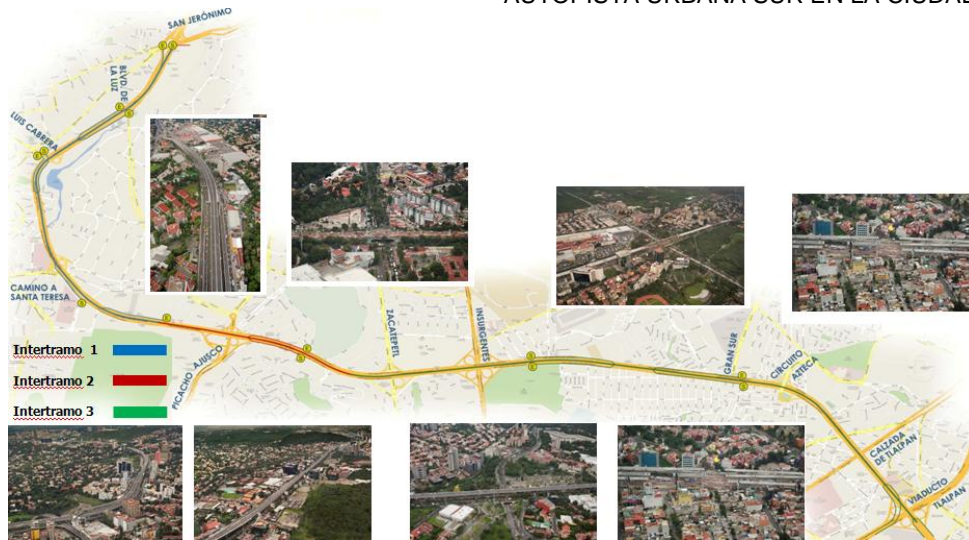 AUTOPISTA URBANA SUR EN LA CIUDAD
SAN JERÓNIMO
BLVD. DE
LA LUZ
LUIS CABRERA
CAMINO A
SANTA TERESA
Intertramo 1
Intertramo 2
Intertramo 3
PICACHO - AJUSCO
ZACATEPETL
INSURGENTES
GRAN SUR
CIRCUITO
AZTECA
CALZADA
DE TLALPAN
VIADUCTO
TLALPAN